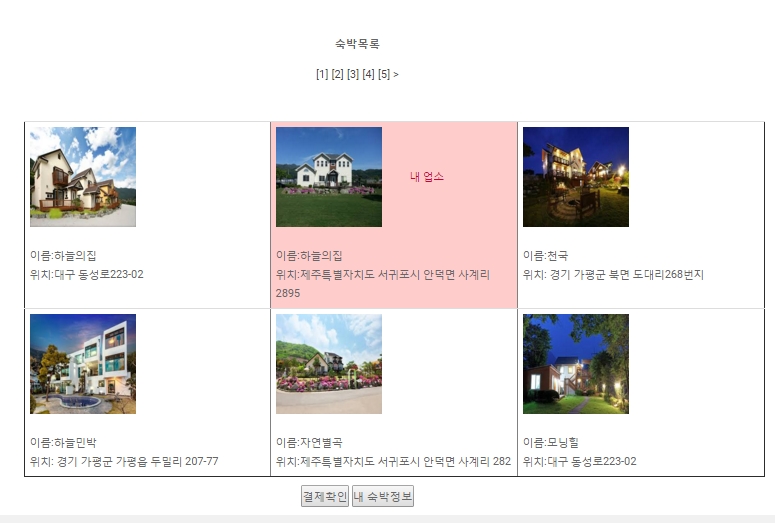 숙박목록
[1] [2] [3] [4] [5] >
내 업소
이름:하늘의집
위치:대구 동성로223-02
이름:하늘의집
위치:제주특별자치도 서귀포시 안덕면 사계리
2895
이름:천국
위치: 경기 가평군 북면 도대리268번지
이름:하늘민박
위치: 경기 가평군 가평읍 두밀리 207-77
이름:자연별곡
위치:제주특별자치도 서귀포시 안덕면 사계리 282
이름:모닝힐
위치:대구 동성로223-02
결제확인 내 숙박정보